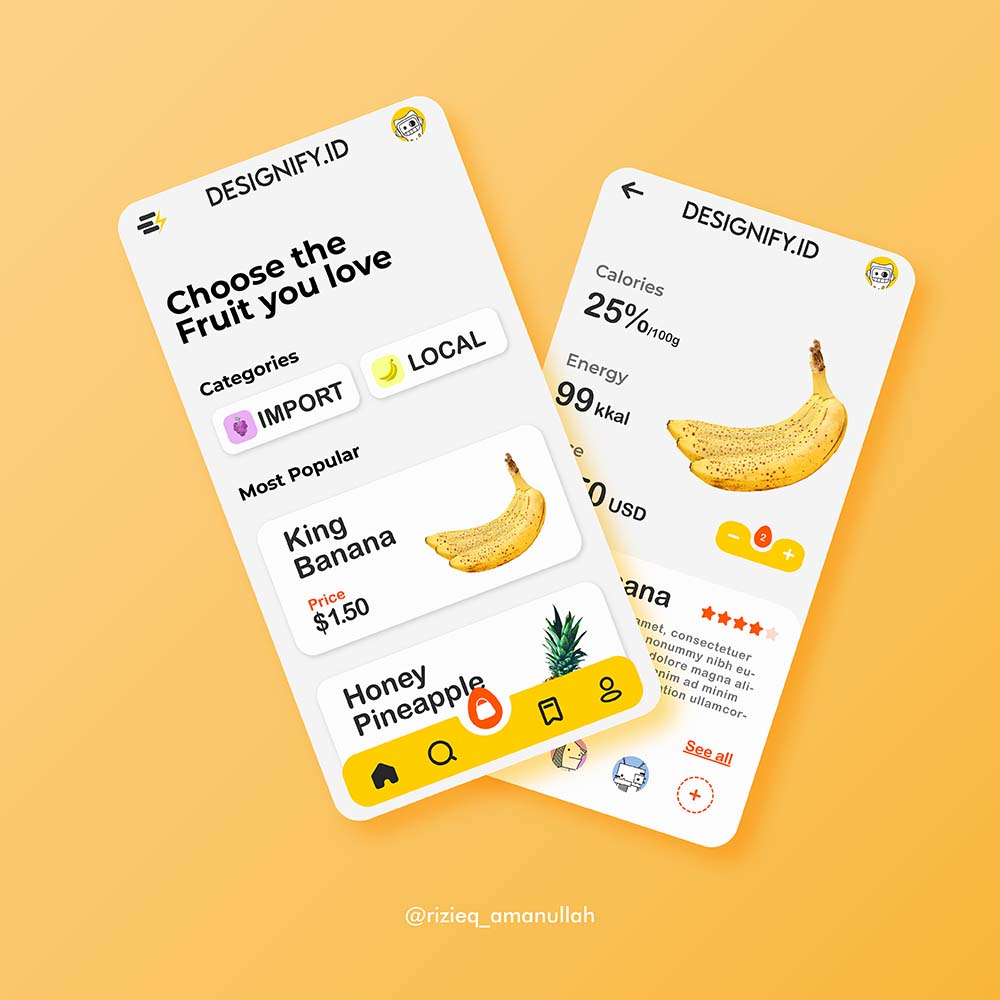 DESIGNIFY.ID
Choose the
Fruit you love
Categories
IMPORT
LOCAL
Most Popular
King
Banana
Price
$1.50
Honey
Pineapple
DESIGNIFY.ID
Calories
25%/100g
Energy
99 kkal
USD
2
amet, consectetuer
nonummy nibh eu-
dolore magna ali-
enim ad minim
ullamcor-
See all
@rizieq_amanullah